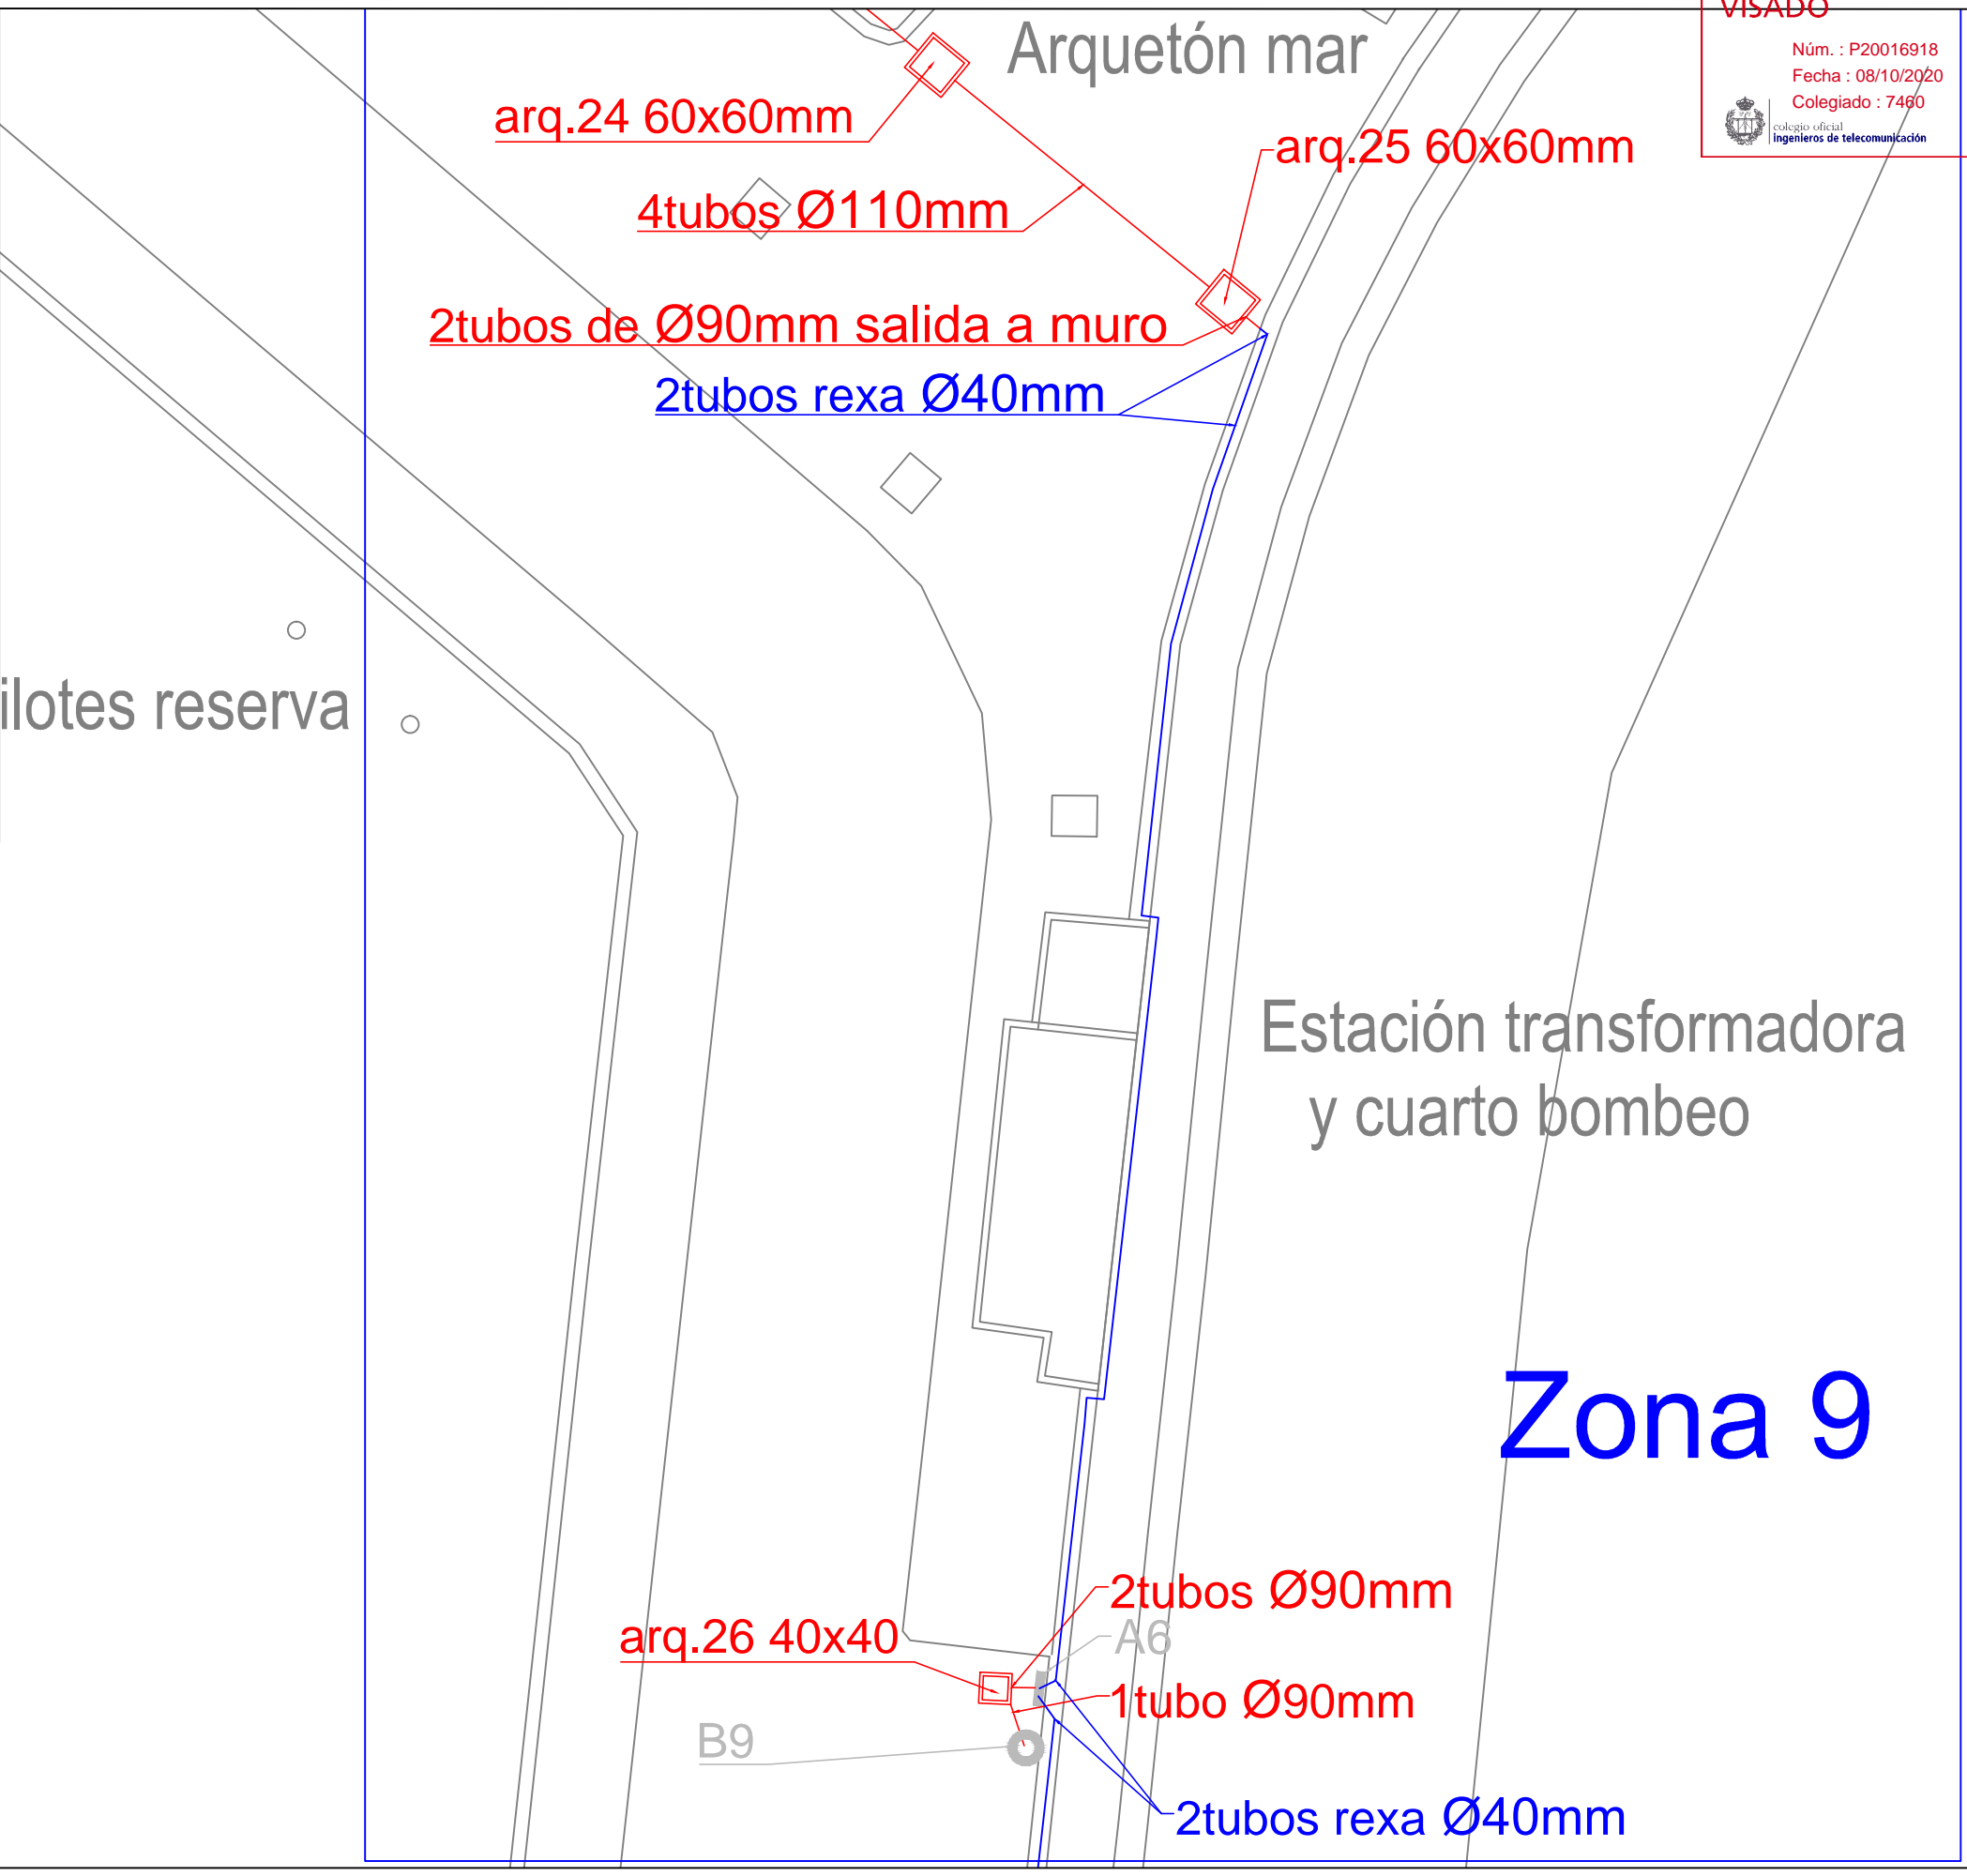 VISADO
Núm. : P20016918
Fecha : 08/10/2020
Colegiado : 7460
colegio oficial
ingenieros de telecomunicación
Arquetón mar
arq.24 60x60mm
arq.25 60x60mm
4tubos Ø110mm
2tubos de Ø90mm salida a muro
2tubos rexa Ø40mm
ilotes reserva
Estación transformadora
y cuarto bombeo
Zona 9
2tubos Ø90mm
arq.26 40x40
A6
1tubo Ø90mm
B9
2tubos rexa Ø40mm